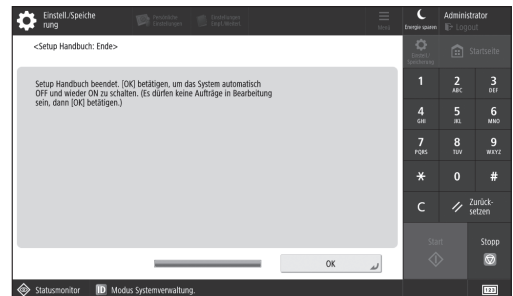 Einstell./Speiche
rung
Persönliche
Einstellungen
Einstellungen
Empf./Weiterl.
Menü
Energie sparen
Administrator
Logout
<Setup Handbuch: Ende>
Einstell./
Speicherung
Startseite
Setup Handbuch beendet. [OK] betätigen, um das System automatisch
OFF und wieder ON zu schalten. (Es dürfen keine Aufträge in Bearbeitung
sein, dann [OK] betätigen.)
1
2
ABC
3
DEF
4
GHI
5
JKL
6
MNO
7
PQRS
8
TUV
9
WXYZ
0
#
C
Zurück-
setzen
Start
Stopp
OK
Statusmonitor
ID
Modus Systemverwaltung.
123